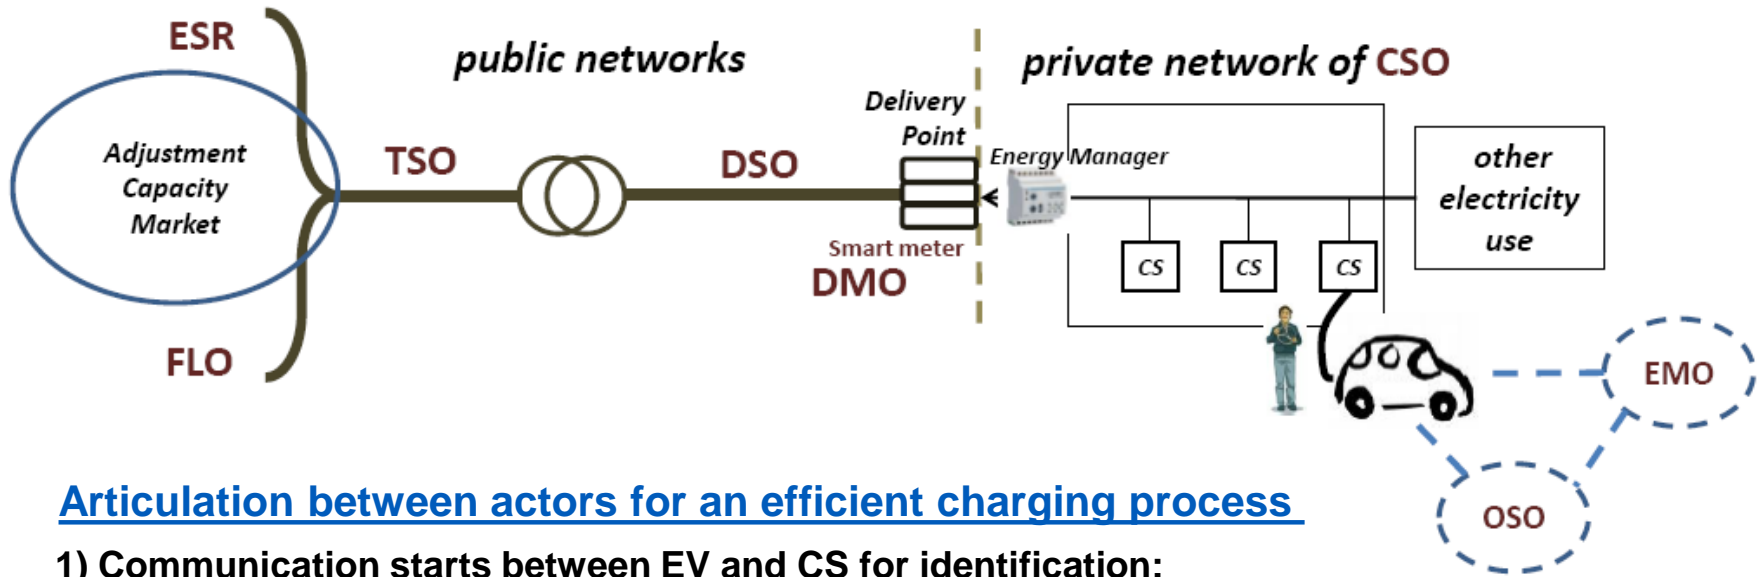 ESR
public networks
private network of CSO
Adjustment
Capacity
Market
TSO
DSO
Delivery
Point
Energy Manager
other
electricity
use
Smart meter
DMO
CS
CS
CS
FLO
EMO
OSO
Articulation between actors for an efficient charging process
1) Communication starts between EV and CS for identification: